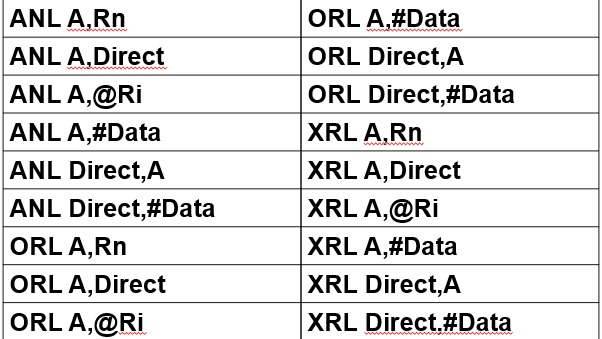 ANL A,Rn
ANL A,Direct
ANL A,@Ri
ANL A,#Data
ANL Direct,A
ANL Direct,#Data
ORL A,Rn
ORL A,Direct
ORL A,@Ri
ORL A,#Data
ORL Direct,A
ORL Direct,#Data
XRL A,Rn
XRL A,Direct
XRL A,@Ri
XRL A,#Data
XRL Direct,A
XRL Direct,#Data